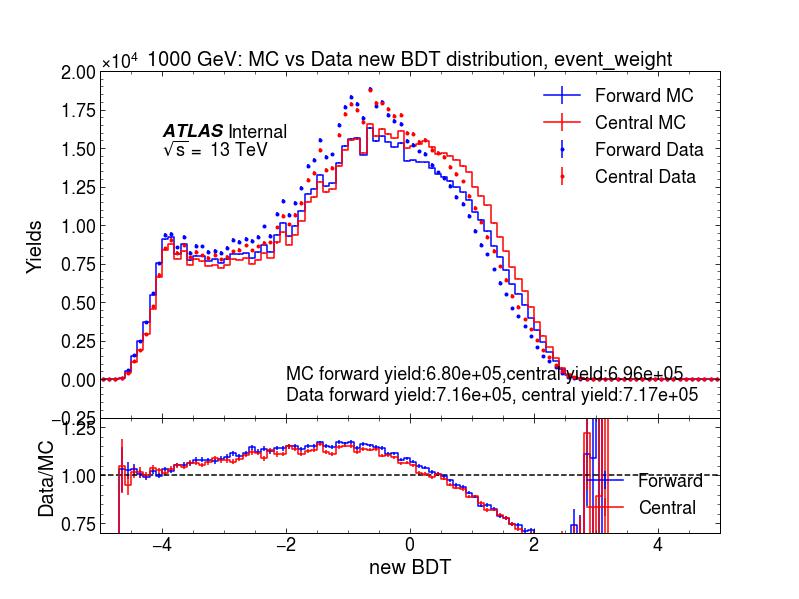 ×10⁴ 1000 GeV: MC vs Data new BDT distribution, event_weight
2.00
1.75
1.50
1.25
1.00
0.75
0.50
0.25
0.00
−0.25
Yields
ATLAS Internal
√s = 13 TeV
Forward MC
Central MC
Forward Data
Central Data
MC forward yield:6.80e+05,central yield:6.96e+05
Data forward yield:7.16e+05, central yield:7.17e+05
1.25
1.00
0.75
Data/MC
Forward
Central
−4 −2 0 2 4
new BDT